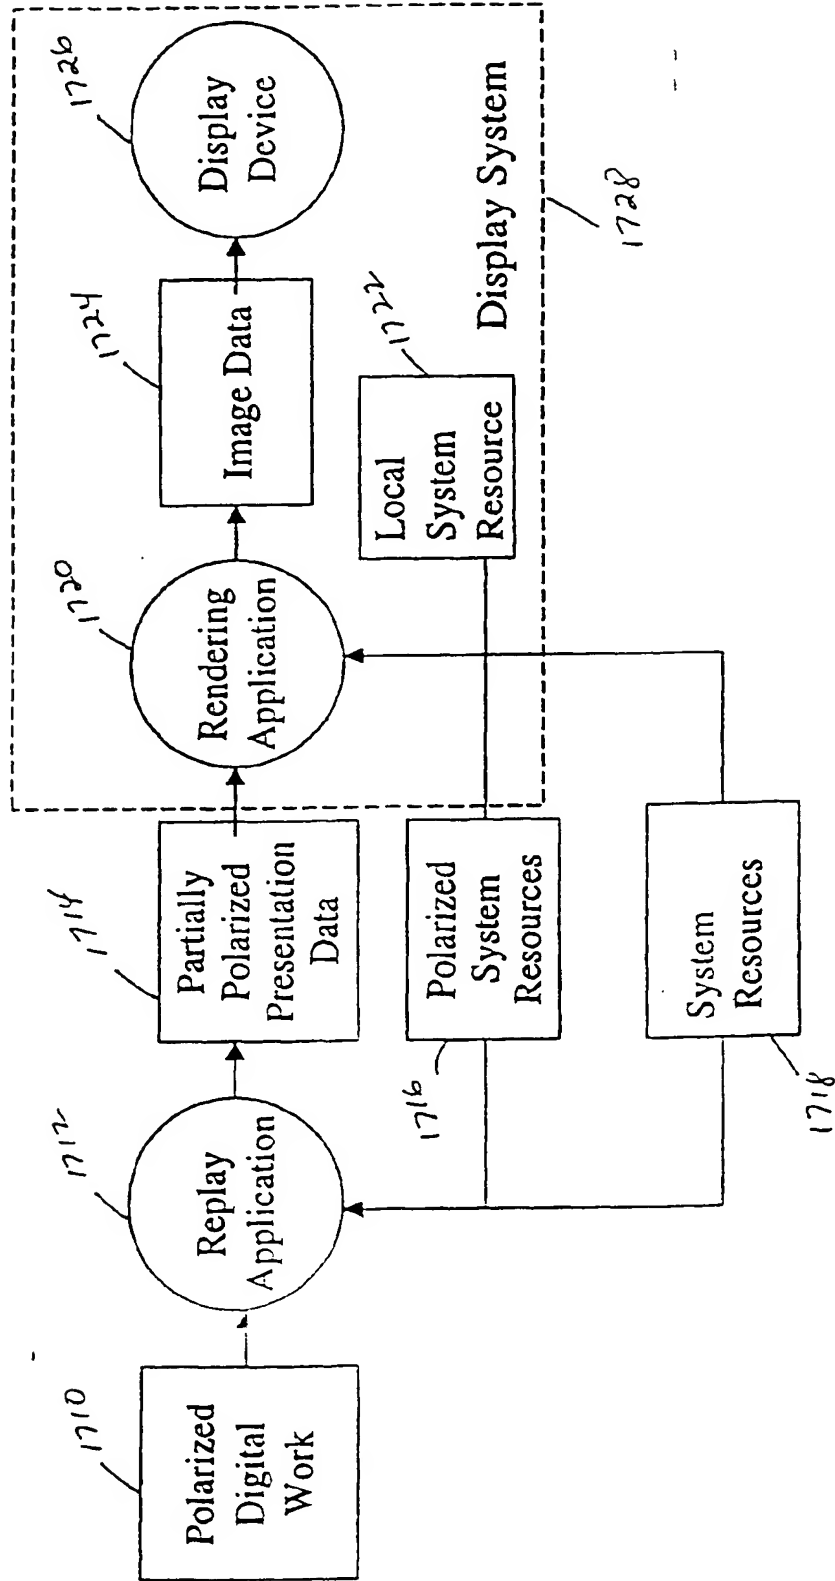 1710
Polarized
Digital
Work
1712
Replay
Application
1714
Partially
Polarized
Presentation
Data
1716
Polarized
System
Resources
1718
System
Resources
1720
Rendering
Application
1722
Local
System
Resource
1724
Image Data
1726
Display
Device
Display System
1728